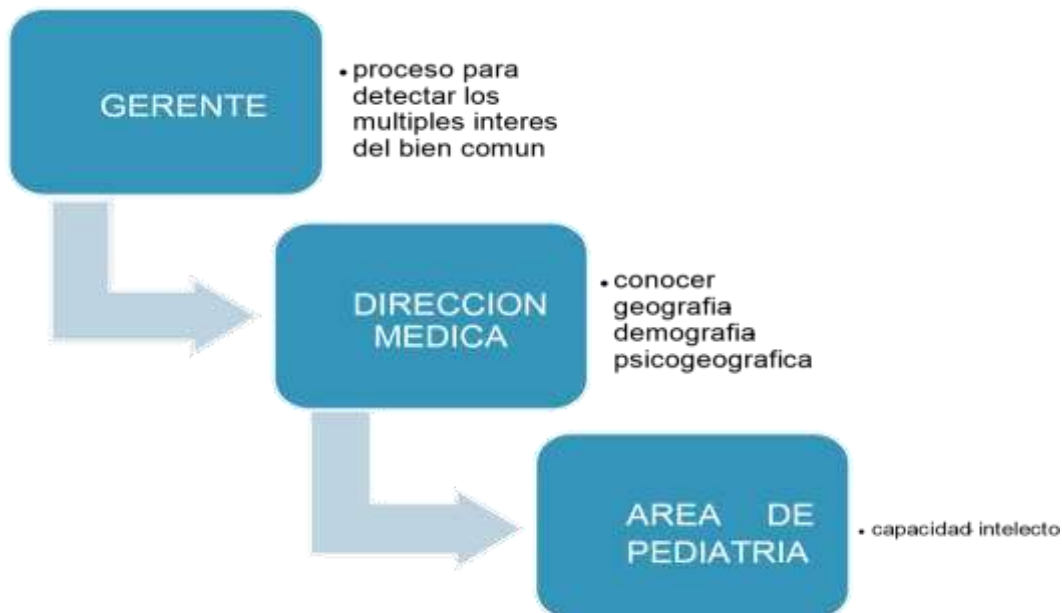 GERENTE
• proceso para
detectar los
multiples interes
del bien comun
DIRECCION
MEDICA
• conocer
geografia
demografia
psicogeografica
AREA DE
PEDIATRIA
• capacidad intelecto